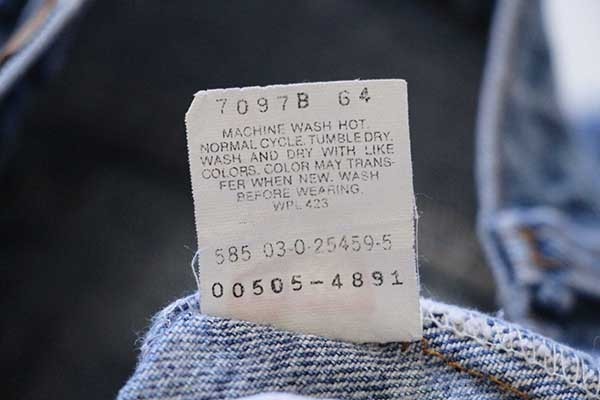 7097B 64
MACHINE WASH HOT,
NORMAL CYCLE. TUMBLE DRY.
WASH AND DRY WITH LIKE
COLORS. COLOR MAY TRANS-
FER WHEN NEW. WASH
BEFORE WEARING.
WPL 423
585 03-0-25459-5
00505-4891